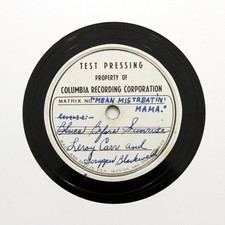 TEST PRESSING
PROPERTY OF
COLUMBIA RECORDING CORPORATION
MATRIX NO. "MEAN MISTREATIN'
MAMA."
reverse:-
Blues Before Sunrise
Leroy Carr and
Scrapper Blackwell